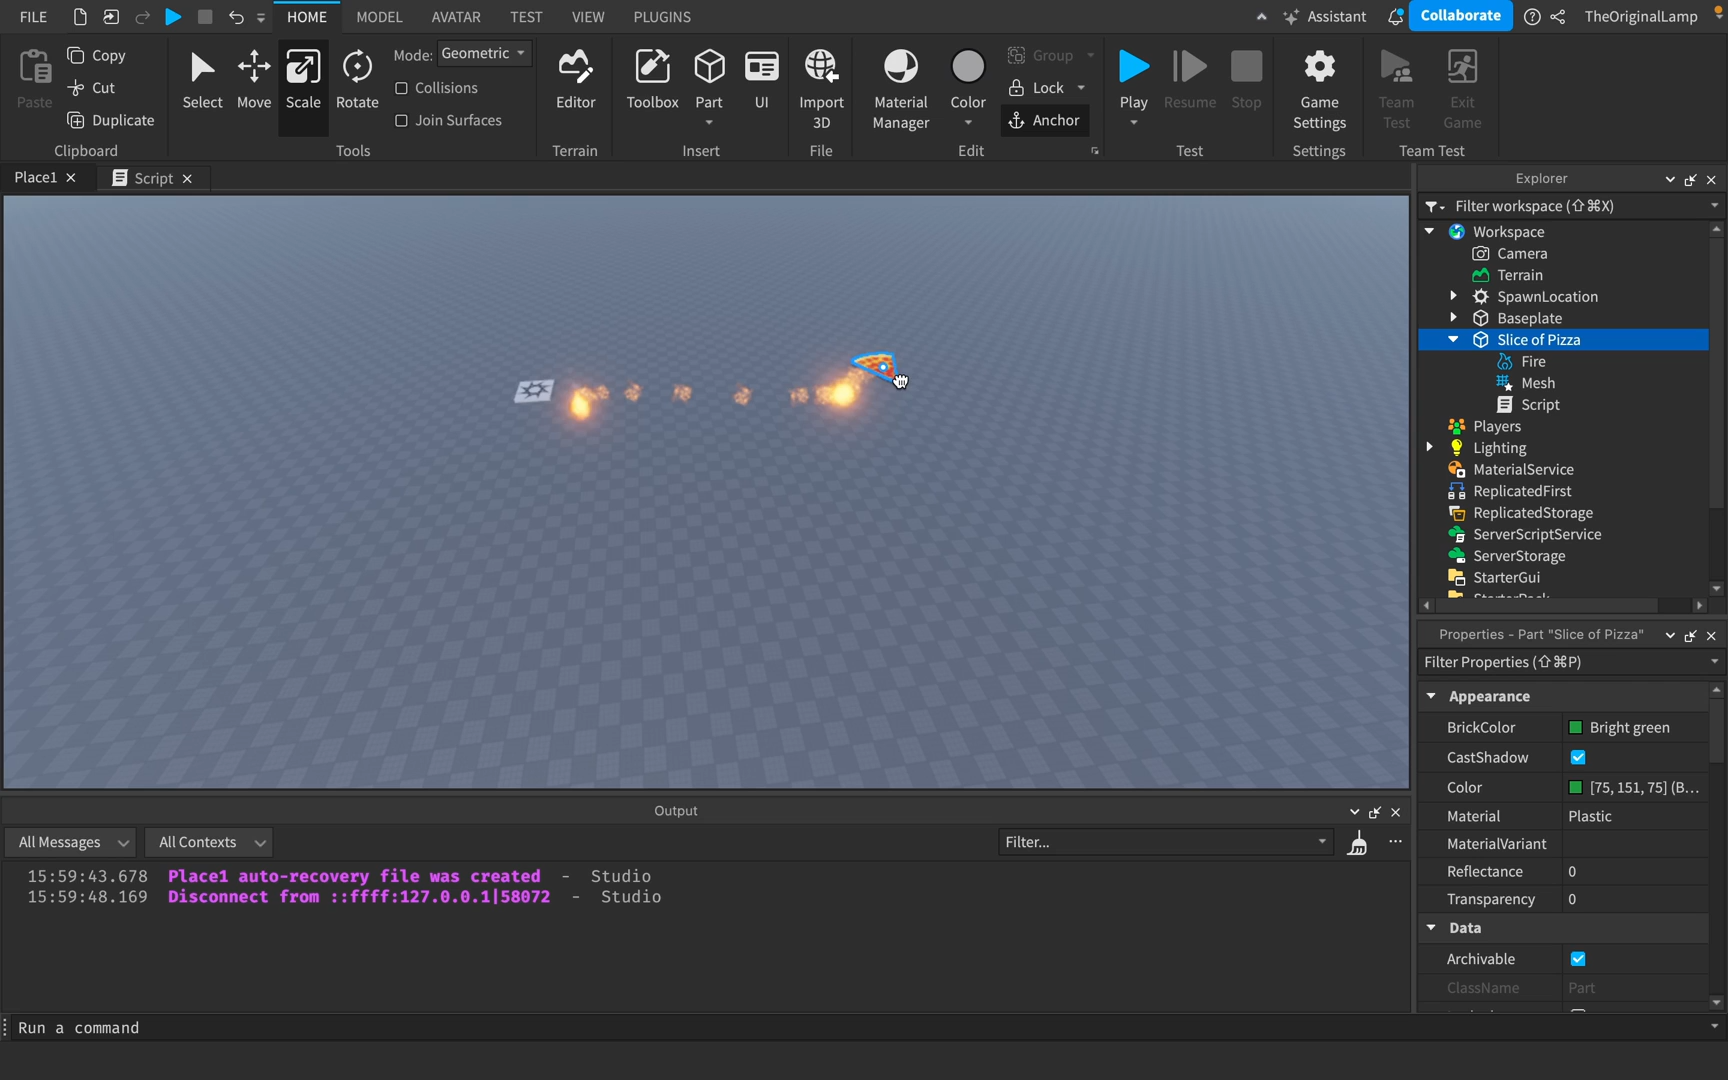 FILE HOME MODEL AVATAR TEST VIEW PLUGINS Assistant Collaborate TheOriginalLamp
Paste Copy Cut Duplicate
Select Move Scale Rotate Mode: Geometric
Collisions
Join Surfaces
Editor Toolbox Part UI Import 3D Material Manager Color Group Lock Anchor
Play Resume Stop Game Settings Team Test Exit Game
Clipboard Tools Terrain Insert File Edit Test Settings Team Test
Place1 Script
Explorer
Filter workspace (⇧⌘X)
Workspace
Camera
Terrain
SpawnLocation
Baseplate
Slice of Pizza
Fire
Mesh
Script
Players
Lighting
MaterialService
ReplicatedFirst
ReplicatedStorage
ServerScriptService
ServerStorage
StarterGui
StarterPack
Properties - Part "Slice of Pizza"
Filter Properties (⇧⌘P)
Appearance
BrickColor Bright green
CastShadow
Color [75, 151, 75] (B...
Material Plastic
MaterialVariant
Reflectance 0
Transparency 0
Data
Archivable
ClassName Part
Output
All Messages All Contexts Filter...
15:59:43.678 Place1 auto-recovery file was created - Studio
15:59:48.169 Disconnect from ::ffff:127.0.0.1|58072 - Studio
Run a command